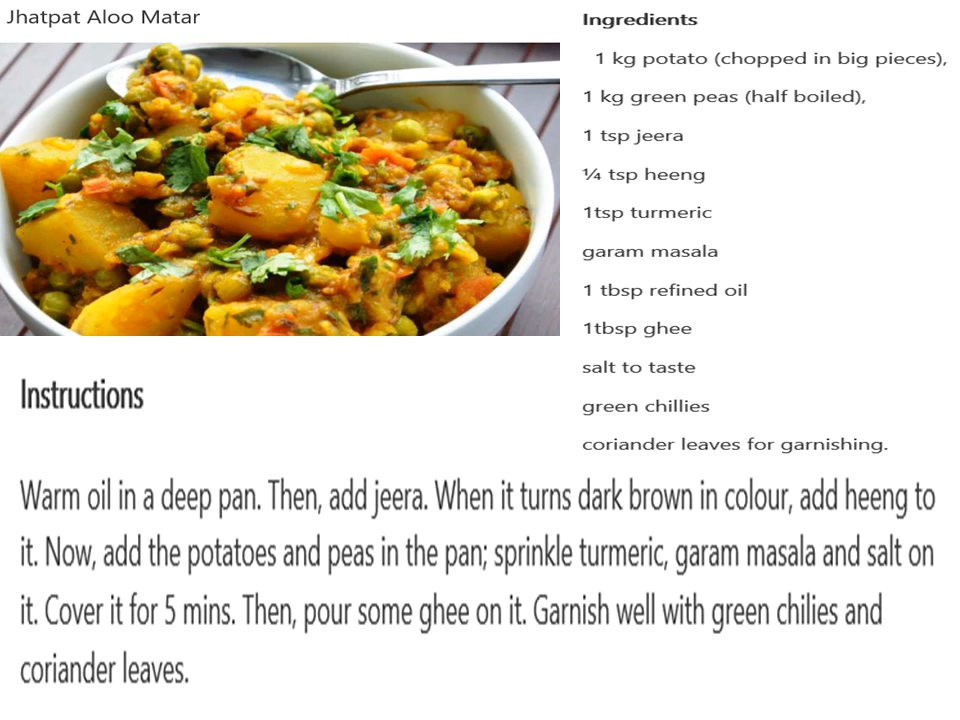 Jhatpat Aloo Matar
Ingredients
1 kg potato (chopped in big pieces),
1 kg green peas (half boiled),
1 tsp jeera
¼ tsp heeng
1tsp turmeric
garam masala
1 tbsp refined oil
1tbsp ghee
salt to taste
green chillies
coriander leaves for garnishing.
Instructions
Warm oil in a deep pan. Then, add jeera. When it turns dark brown in colour, add heeng to
it. Now, add the potatoes and peas in the pan; sprinkle turmeric, garam masala and salt on
it. Cover it for 5 mins. Then, pour some ghee on it. Garnish well with green chilies and
coriander leaves.